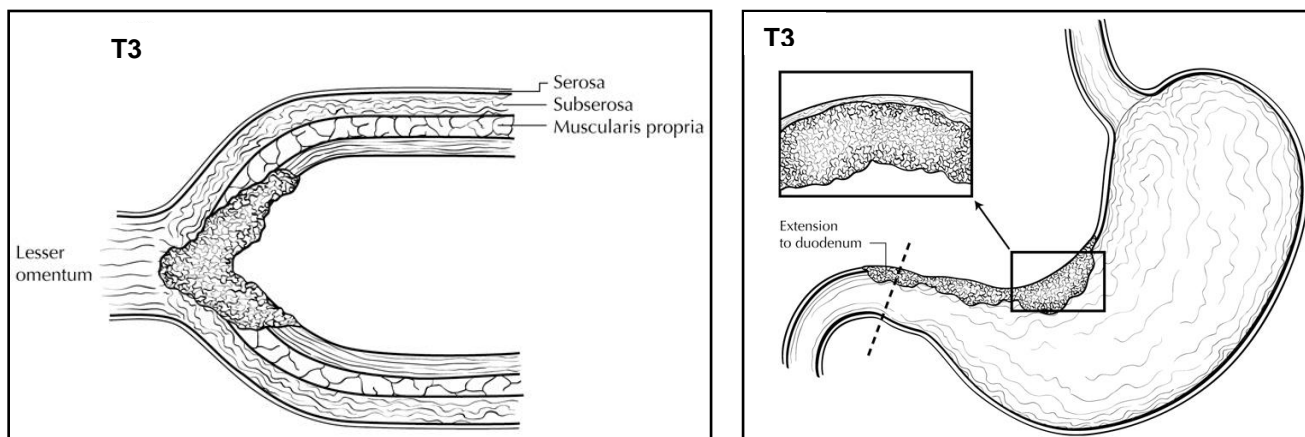 T3
Serosa
Subserosa
Muscularis propria
Lesser
omentum
T3
Extension
to duodenum